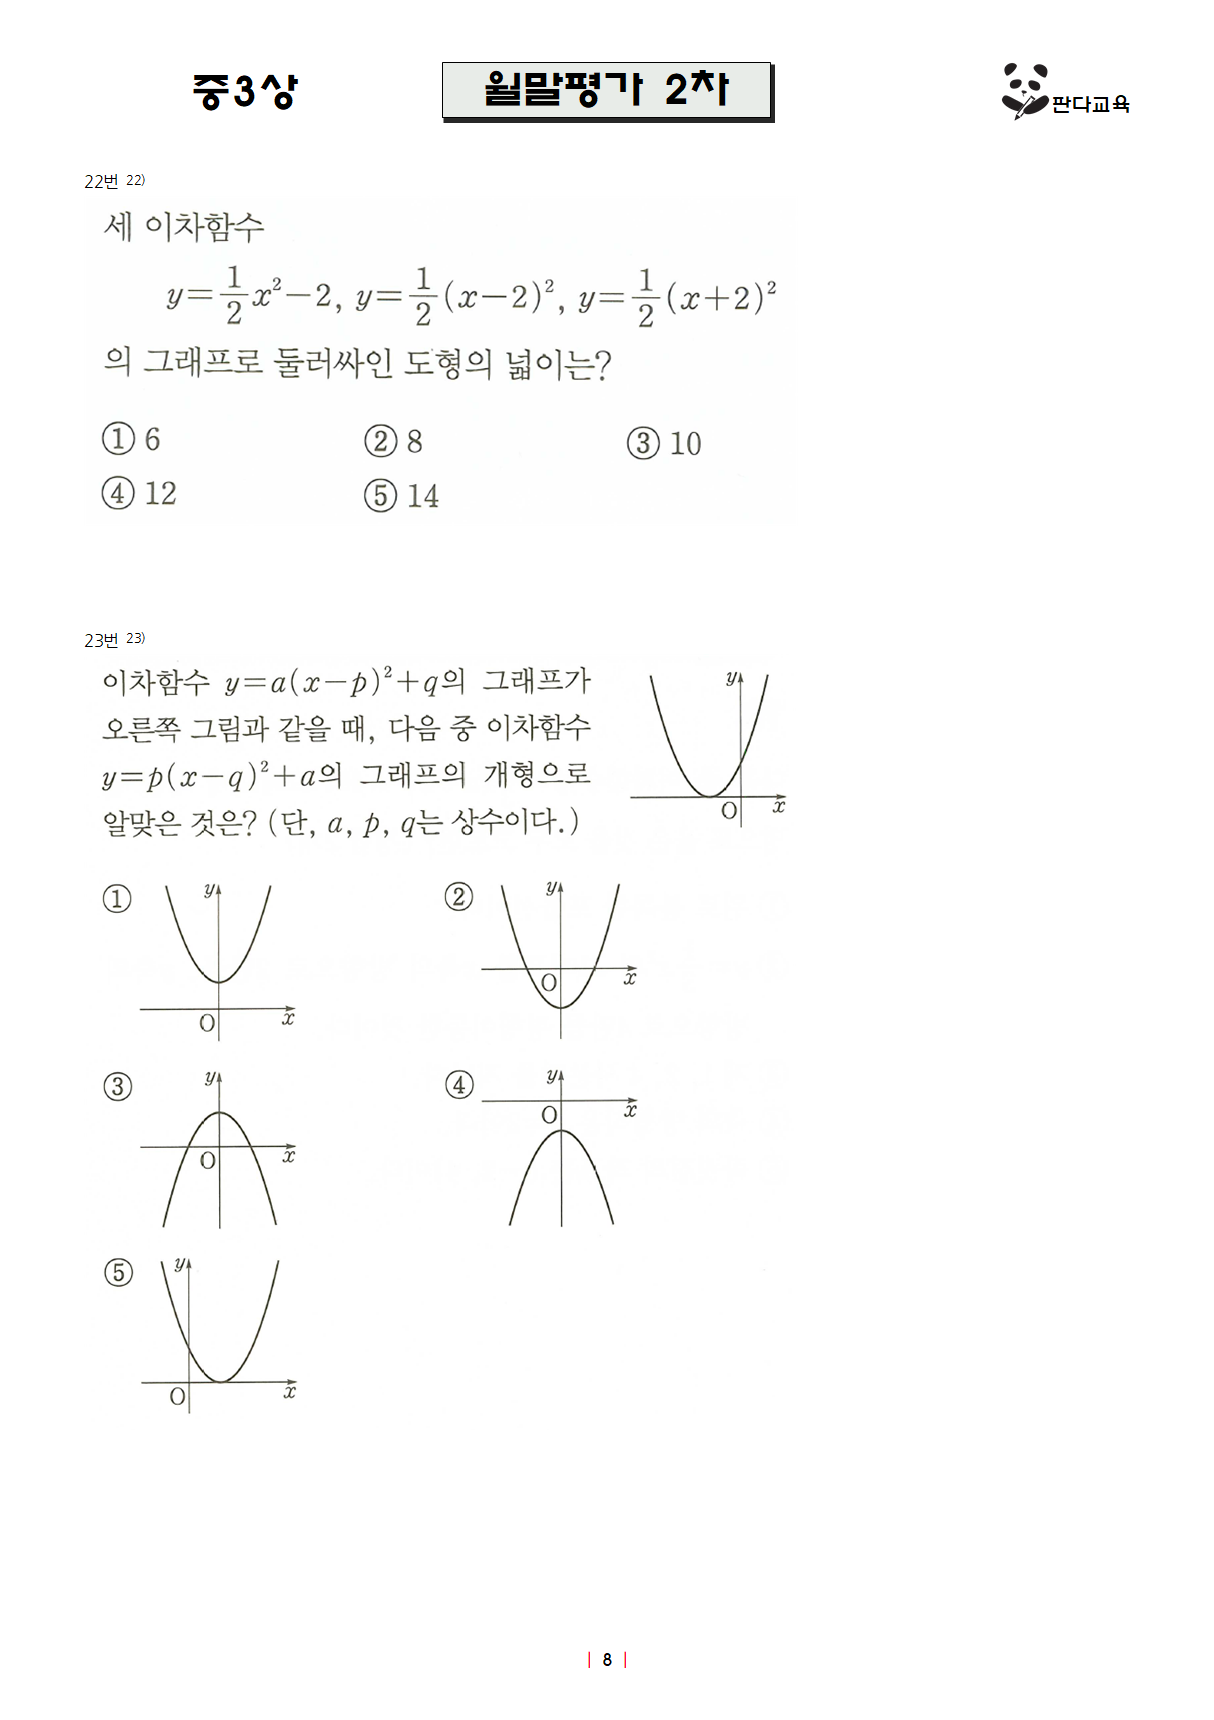 중3상
월말평가 2차
판다교육
22번 22)
세 이차함수
y=\frac{1}{2}x²-2, y=\frac{1}{2}(x-2)², y=\frac{1}{2}(x+2)²
의 그래프로 둘러싸인 도형의 넓이는?
① 6 ② 8 ③ 10
④ 12 ⑤ 14
23번 23)
이차함수 y=a(x-p)²+q의 그래프가
오른쪽 그림과 같을 때, 다음 중 이차함수
y=p(x-q)²+a의 그래프의 개형으로
알맞은 것은? (단, a, p, q는 상수이다.)
y
O x
① y
O x
② y
O x
③ y
O x
④ y
O x
⑤ y
O x
| 8 |